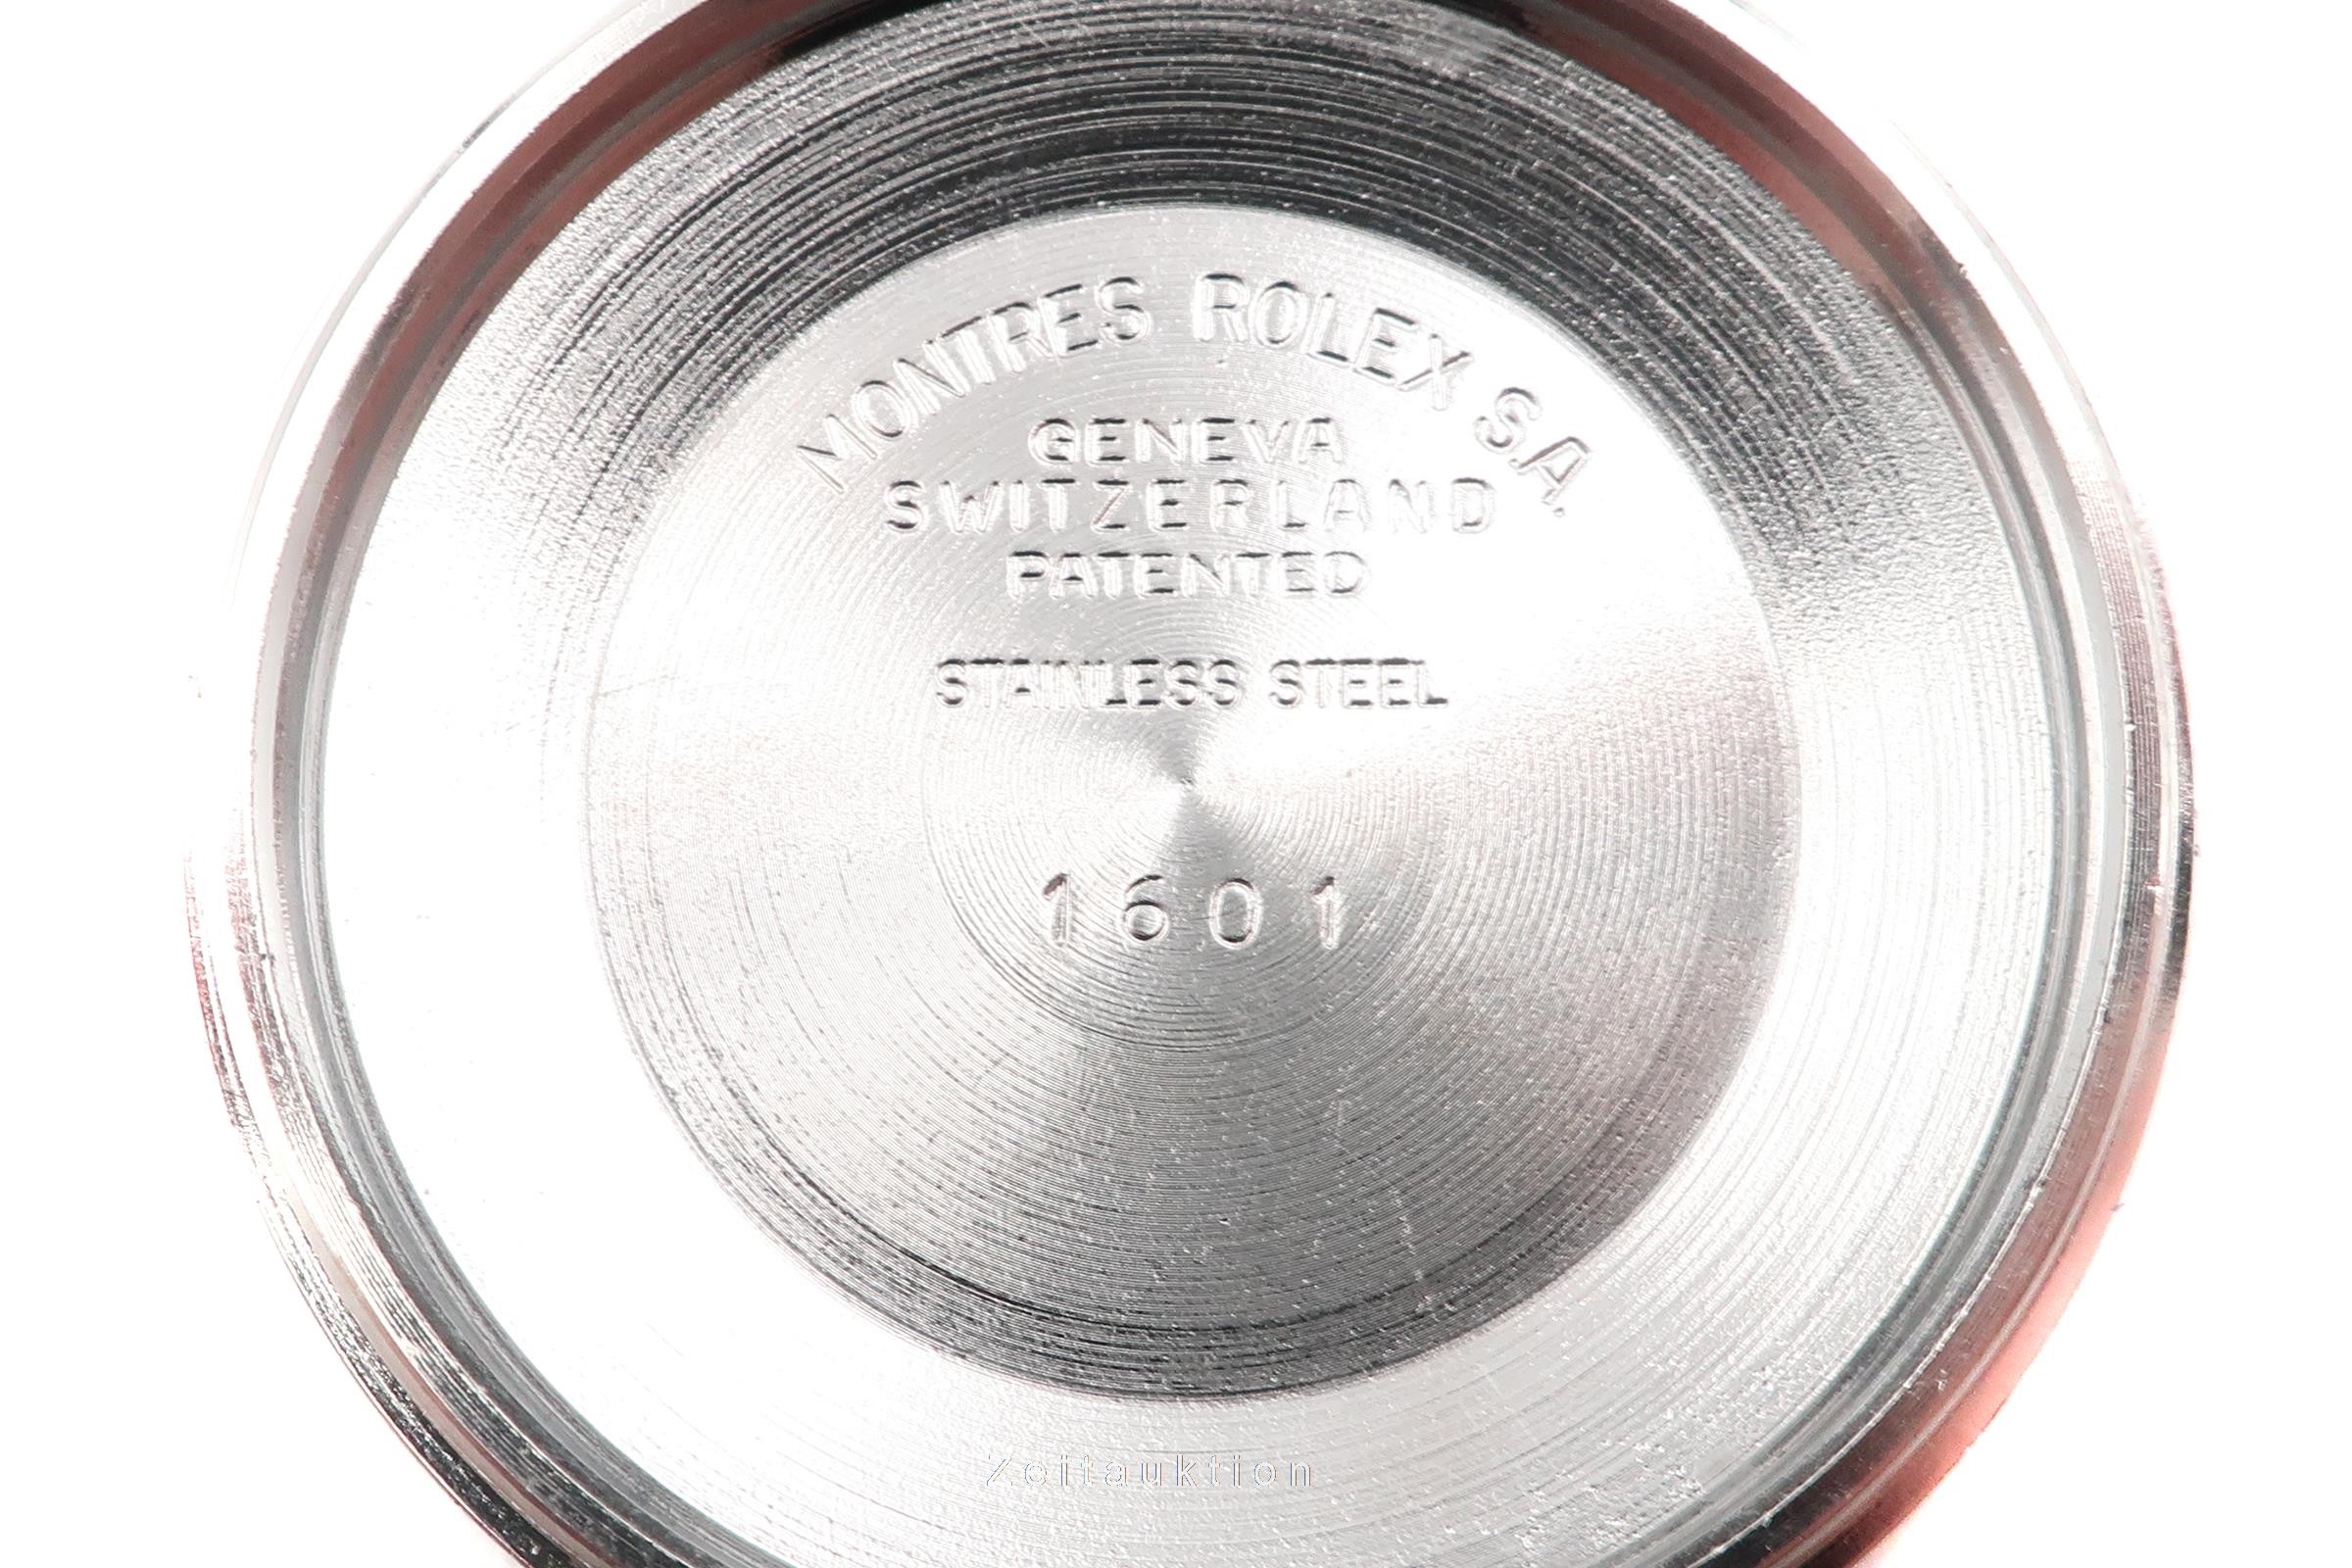 MONTRES ROLEX S.A.
GENEVA
SWITZERLAND
PATENTED
STAINLESS STEEL
1601
Zeitauktion